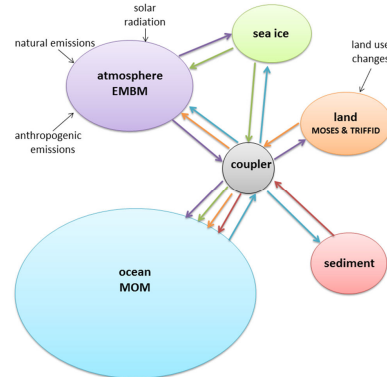 solar
radiation
natural emissions
sea ice
land use
changes
atmosphere
EMBM
anthropogenic
emissions
land
MOSES & TRIFFID
coupler
ocean
MOM
sediment